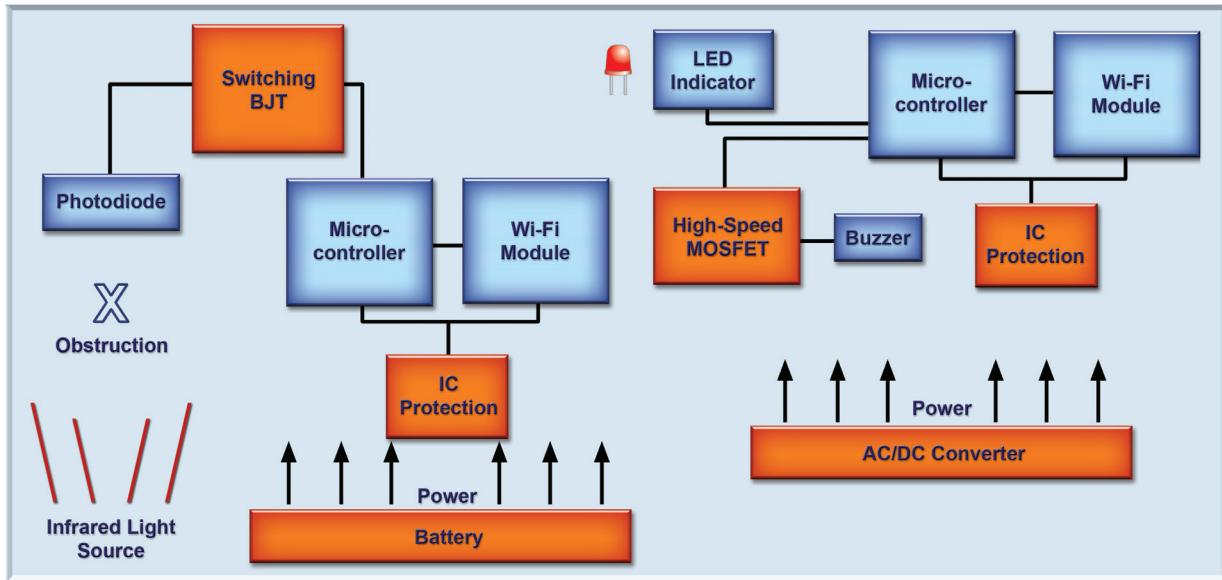 Switching
BJT
Photodiode
Micro-
controller
Wi-Fi
Module
X
Obstruction
IC
Protection
Infrared Light
Source
Power
Battery
LED
Indicator
Micro-
controller
Wi-Fi
Module
High-Speed
MOSFET
Buzzer
IC
Protection
Power
AC/DC Converter